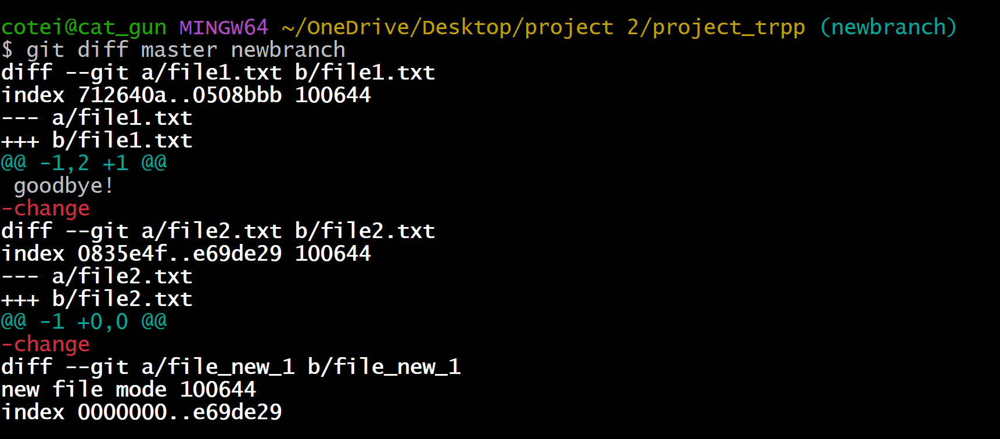 cotei@cat_gun MINGW64 ~/OneDrive/Desktop/project 2/project_trpp (newbranch)
$ git diff master newbranch
diff --git a/file1.txt b/file1.txt
index 712640a..0508bbb 100644
--- a/file1.txt
+++ b/file1.txt
@@ -1,2 +1 @@
 goodbye!
-change
diff --git a/file2.txt b/file2.txt
index 0835e4f..e69de29 100644
--- a/file2.txt
+++ b/file2.txt
@@ -1 +0,0 @@
-change
diff --git a/file_new_1 b/file_new_1
new file mode 100644
index 0000000..e69de29